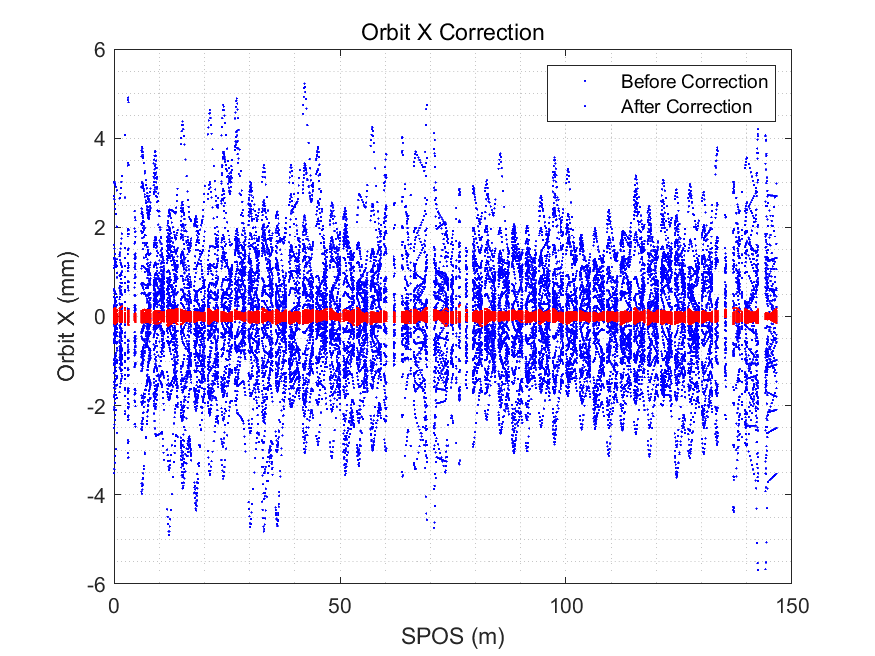 Orbit X Correction
Before Correction
After Correction
6
4
2
0
-2
-4
-6
Orbit X (mm)
0
50
100
150
SPOS (m)